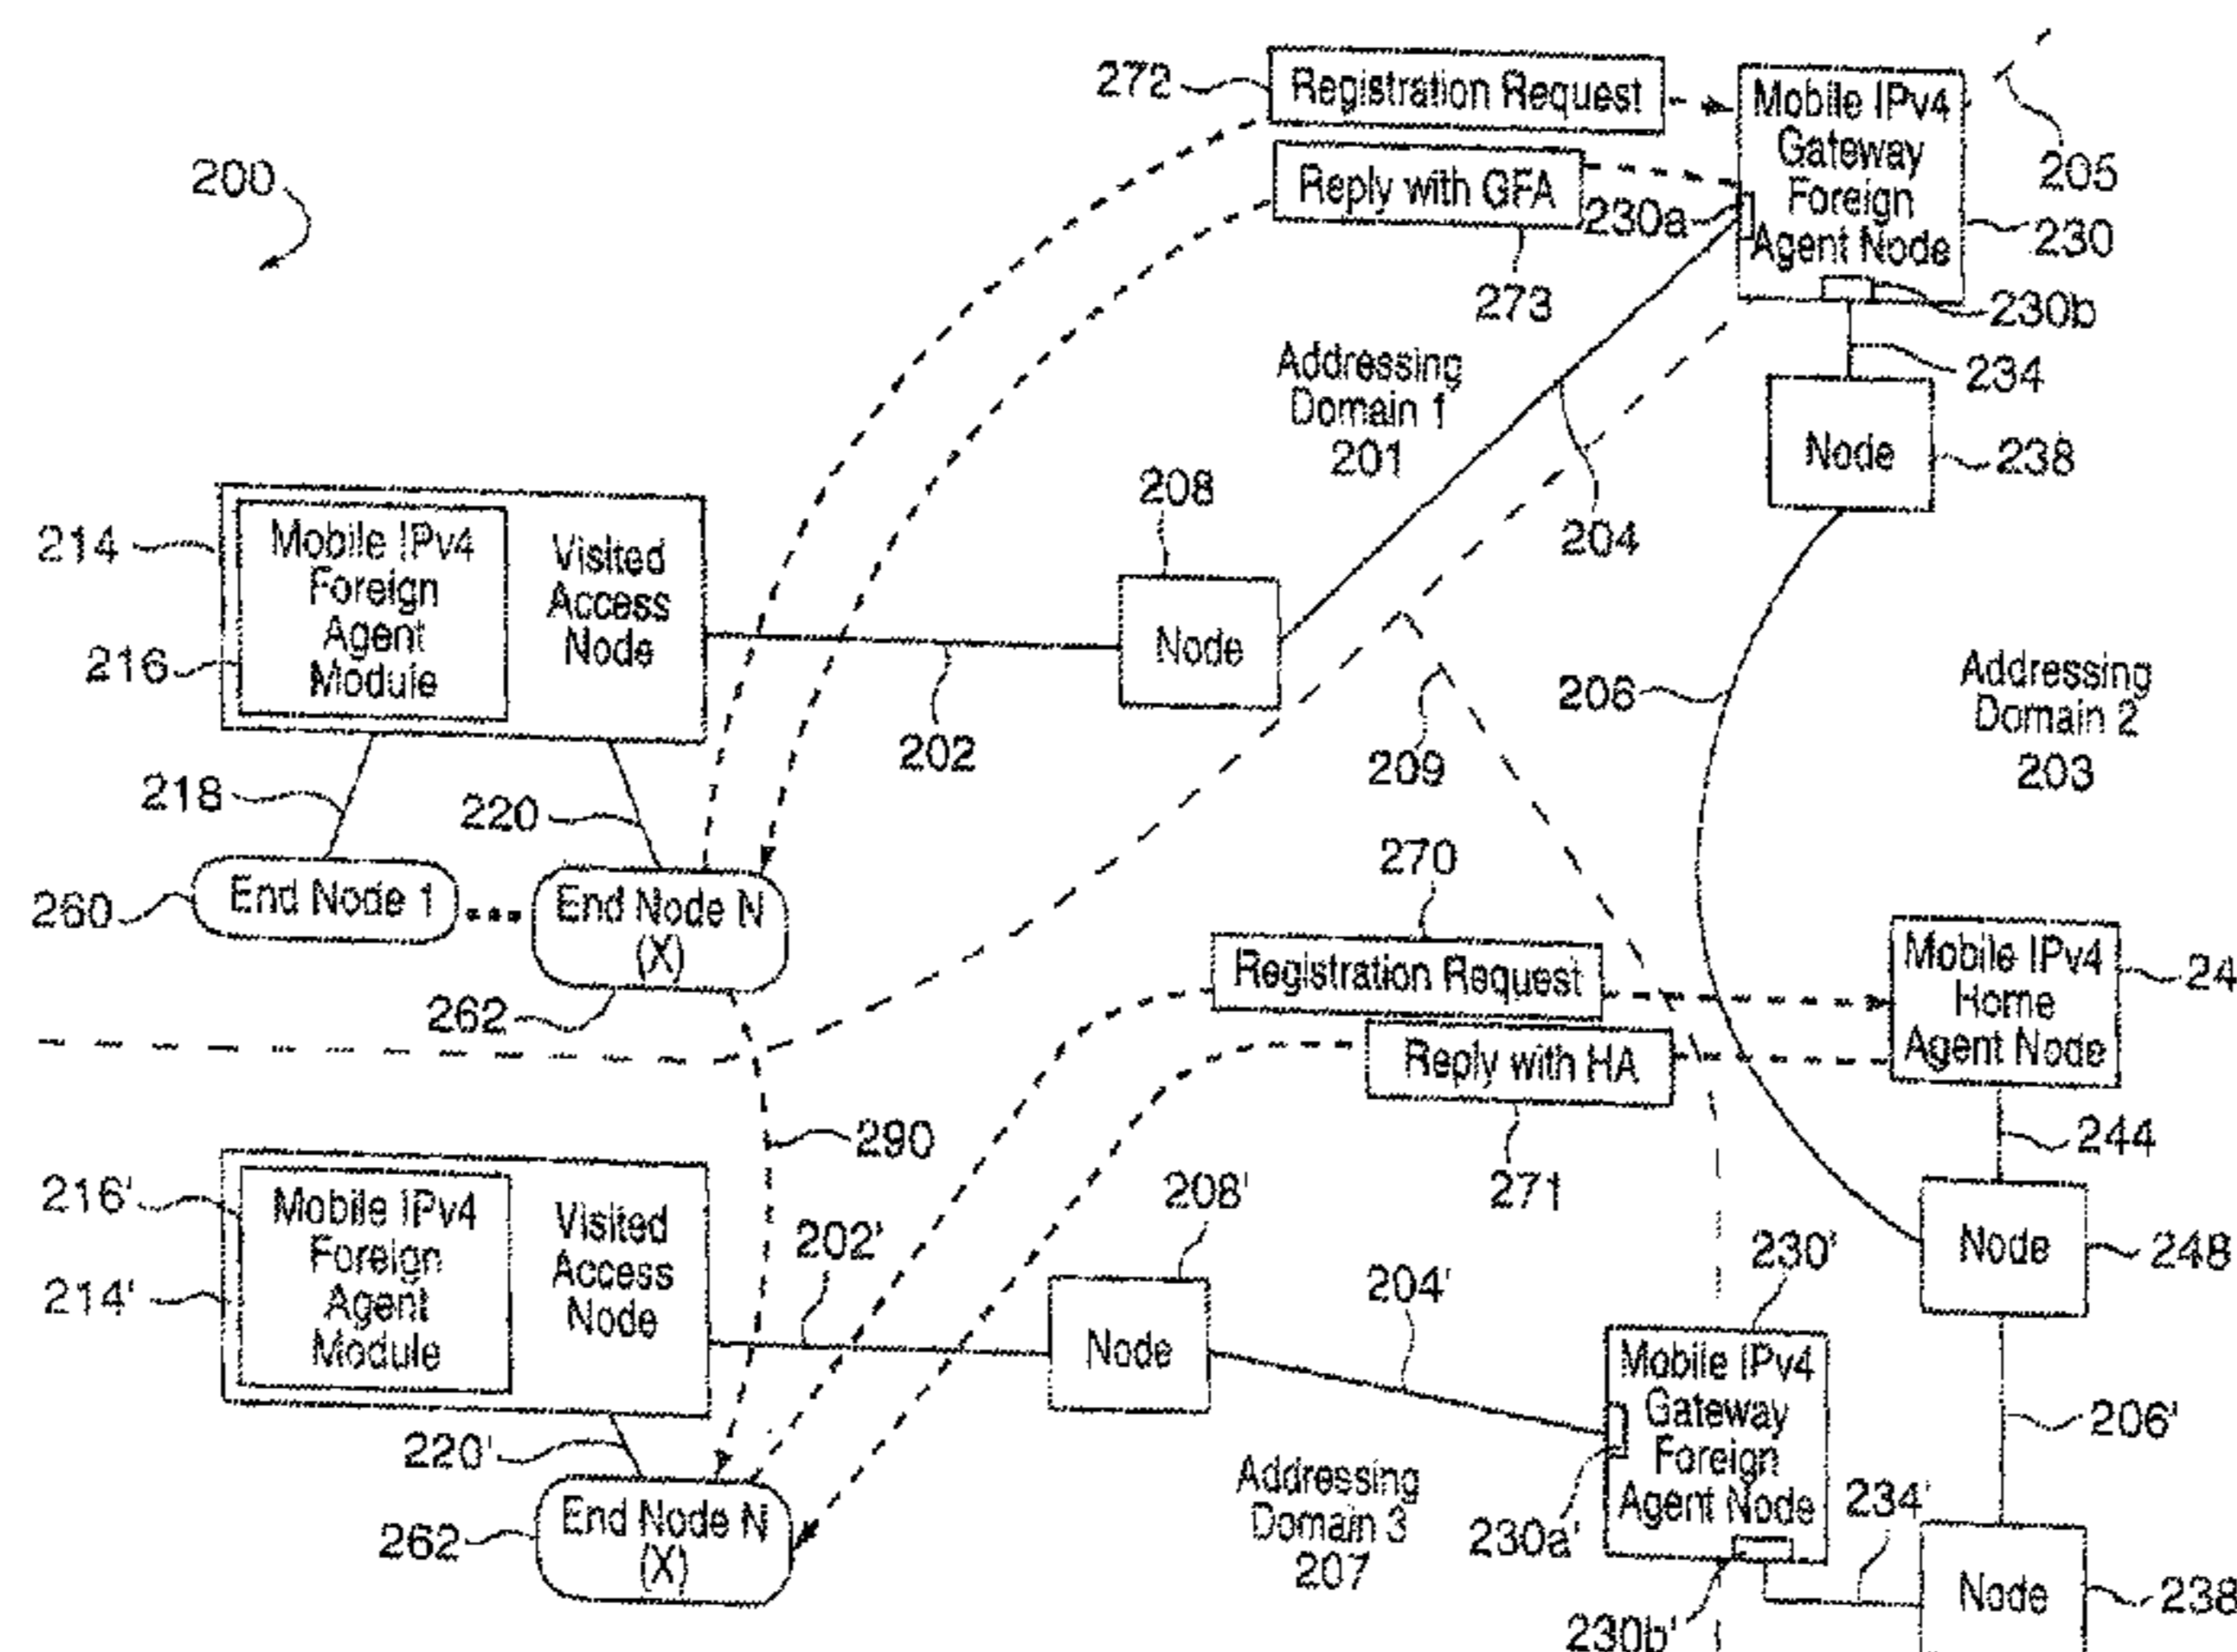 272
Registration Request
Mobile IPv4
Gateway
Foreign
Agent Node
205
200
Reply with GFA
230a
230
273
230b
Addressing
Domain 1
201
234
Node
238
208
204
214
Mobile IPv4
Foreign
Agent
Module
Visited
Access
Node
216
Node
202
206
Addressing
Domain 2
203
209
218
220
270
260
End Node 1
End Node N
(X)
262
Registration Request
Mobile IPv4
Home
Agent Node
24
Reply with HA
271
244
290
216'
214'
Mobile IPv4
Foreign
Agent
Module
Visited
Access
Node
202'
208'
Node
204'
230'
Node
248
Mobile IPv4
Gateway
Foreign
Agent Node
206'
220'
262
End Node N
(X)
Addressing
Domain 3
207
230a'
234'
230b'
Node
238